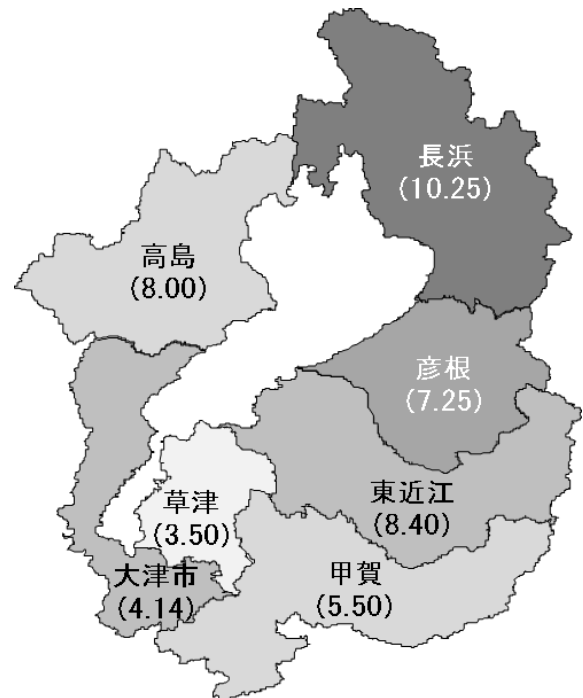 長浜
(10.25)
高島
(8.00)
彦根
(7.25)
東近江
(8.40)
草津
(3.50)
大津市
(4.14)
甲賀
(5.50)